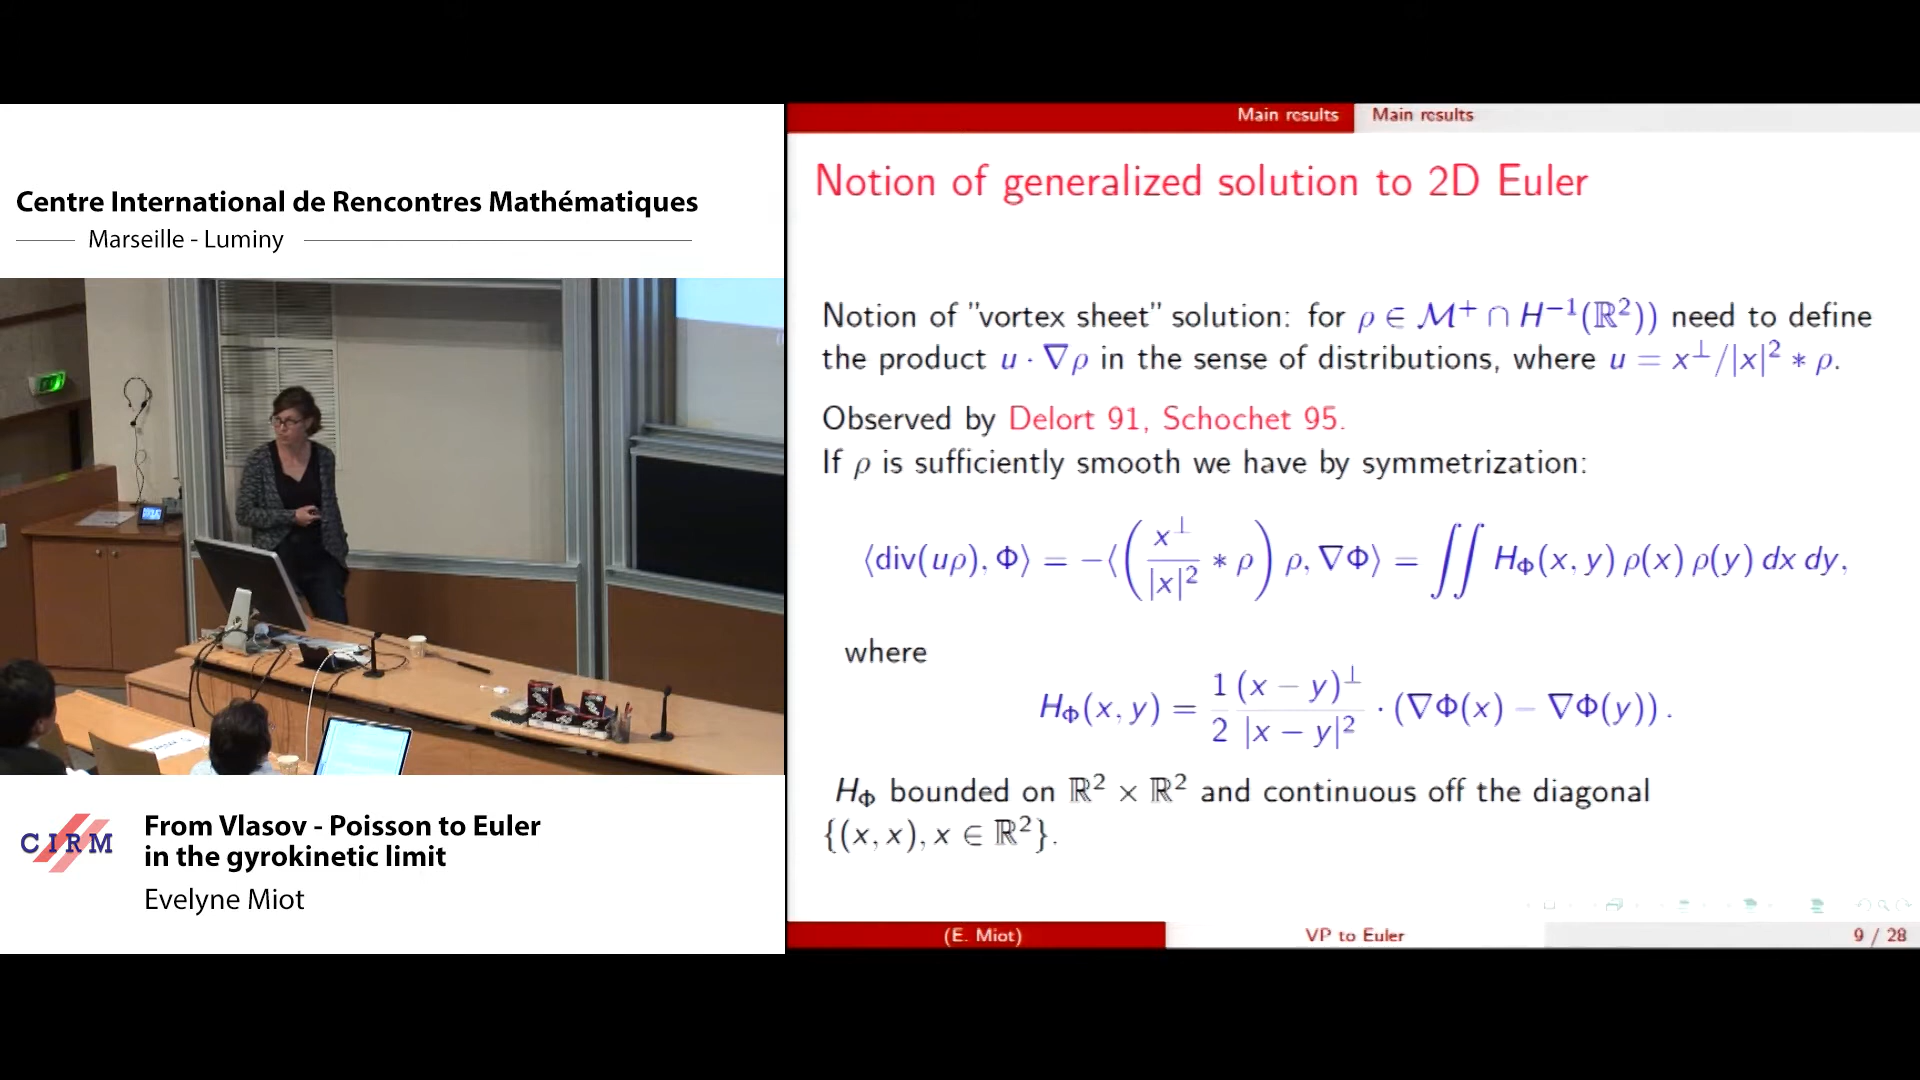 Centre International de Rencontres Mathématiques
Marseille - Luminy
CIRM
From Vlasov - Poisson to Euler
in the gyrokinetic limit
Evelyne Miot
Main results Main results
Notion of generalized solution to 2D Euler
Notion of "vortex sheet" solution: for ρ ∈ M⁺ ∩ H⁻¹(ℝ²)) need to define
the product u · ∇ρ in the sense of distributions, where u = x^⊥/|x|² * ρ.
Observed by Delort 91, Schochet 95.
If ρ is sufficiently smooth we have by symmetrization:
⟨div(uρ), Φ⟩ = −⟨(x^⊥/|x|² * ρ) ρ, ∇Φ⟩ = ∬ H_Φ(x, y) ρ(x) ρ(y) dx dy,
where
H_Φ(x, y) = 1/2 (x − y)^⊥/|x − y|² · (∇Φ(x) − ∇Φ(y)) .
H_Φ bounded on ℝ² × ℝ² and continuous off the diagonal
{(x, x), x ∈ ℝ²}.
(E. Miot) VP to Euler 9 / 28